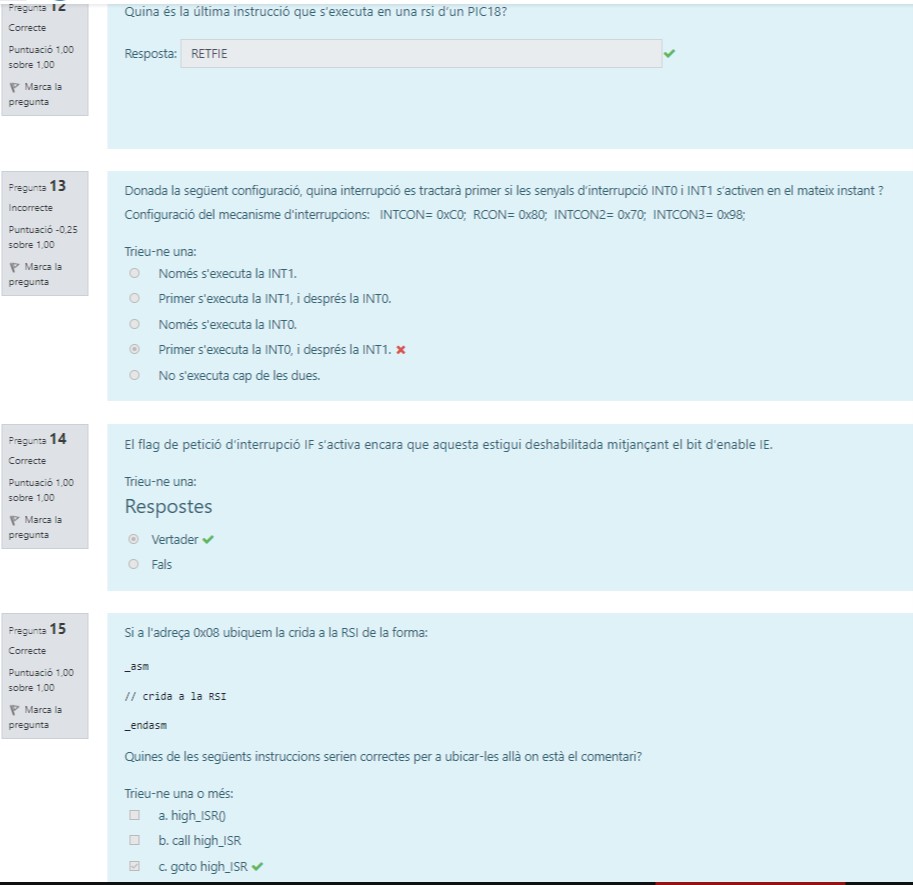 Pregunta 12
Correcte
Puntuació 1,00
sobre 1,00
Marca la
pregunta
Quina és la última instrucció que s'executa en una rsi d'un PIC18?
Resposta: RETFIE
Pregunta 13
Incorrecte
Puntuació -0,25
sobre 1,00
Marca la
pregunta
Donada la següent configuració, quina interrupció es tractarà primer si les senyals d'interrupció INT0 i INT1 s'activen en el mateix instant ?
Configuració del mecanisme d'interrupcions: INTCON= 0xC0; RCON= 0x80; INTCON2= 0x70; INTCON3= 0x98;
Trieu-ne una:
Només s'executa la INT1.
Primer s'executa la INT1, i després la INT0.
Només s'executa la INT0.
Primer s'executa la INT0, i després la INT1.
No s'executa cap de les dues.
Pregunta 14
Correcte
Puntuació 1,00
sobre 1,00
Marca la
pregunta
El flag de petició d'interrupció IF s'activa encara que aquesta estigui deshabilitada mitjançant el bit d'enable IE.
Trieu-ne una:
Respostes
Vertader
Fals
Pregunta 15
Correcte
Puntuació 1,00
sobre 1,00
Marca la
pregunta
Si a l'adreça 0x08 ubiquem la crida a la RSI de la forma:
_asm
// crida a la RSI
_endasm
Quines de les següents instruccions serien correctes per a ubicar-les allà on està el comentari?
Trieu-ne una o més:
a. high_ISR()
b. call high_ISR
c. goto high_ISR